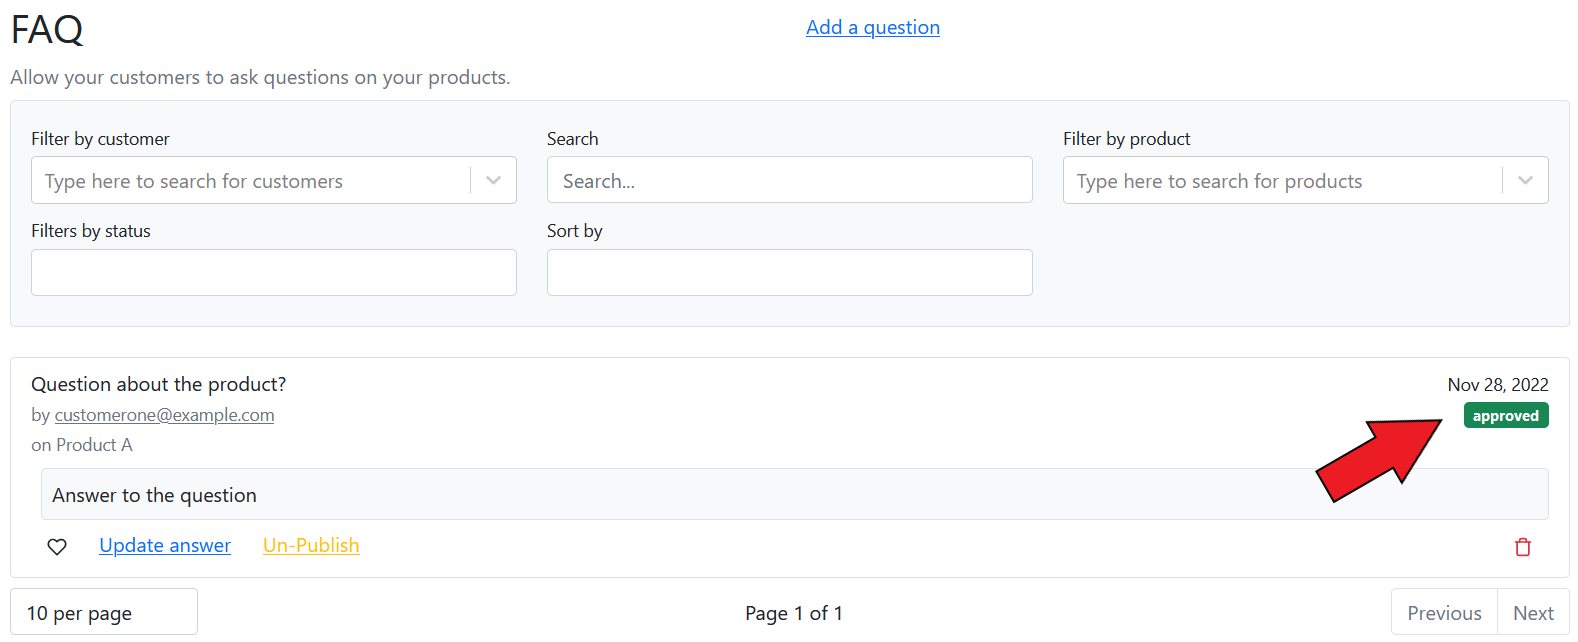 FAQ
Add a question
Allow your customers to ask questions on your products.
Filter by customer
Search
Filter by product
Type here to search for customers
Search...
Type here to search for products
Filters by status
Sort by
Question about the product?
Nov 28, 2022
by customerone@example.com
approved
on Product A
Answer to the question
Update answer
Un-Publish
10 per page
Page 1 of 1
Previous
Next